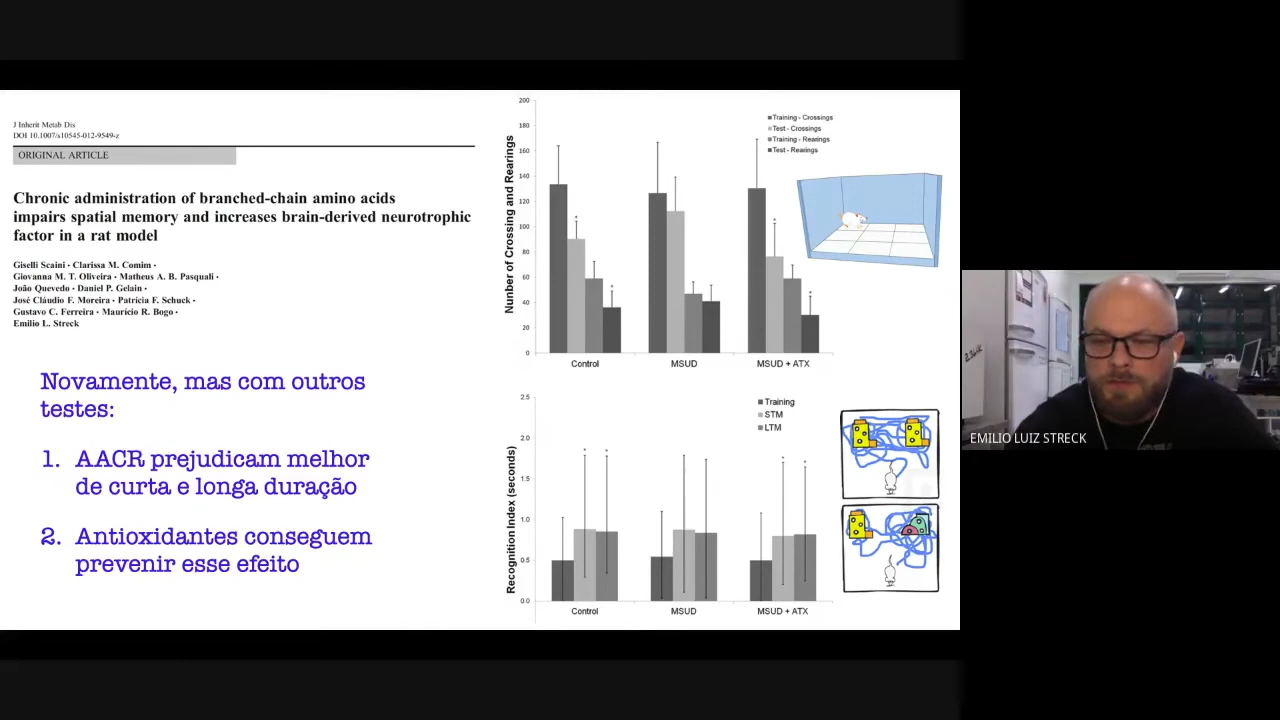 J Inherit Metab Dis
DOI 10.1007/s10545-012-9549-z
ORIGINAL ARTICLE
Chronic administration of branched-chain amino acids
impairs spatial memory and increases brain-derived neurotrophic
factor in a rat model
Giselli Scaini · Clarissa M. Comim ·
Giovanna M. T. Oliveira · Matheus A. B. Pasquali ·
João Quevedo · Daniel P. Gelain ·
José Cláudio F. Moreira · Patrícia F. Schuck ·
Gustavo C. Ferreira · Maurício R. Bogo ·
Emilio L. Streck
Novamente, mas com outros
testes:
1. AACR prejudicam melhor
de curta e longa duração
2. Antioxidantes conseguem
prevenir esse efeito
Nunber of Crossing and Rearings
200
180
160
140
120
100
80
60
40
20
0
Training - Crossings
Test - Crossings
Training - Rearings
Test - Rearings
* * * *
Control MSUD MSUD + ATX
Recognition Index (seconds)
2.5
2.0
1.5
1.0
0.5
0.0
Training
STM
LTM
* * * *
Control MSUD MSUD + ATX
EMILIO LUIZ STRECK